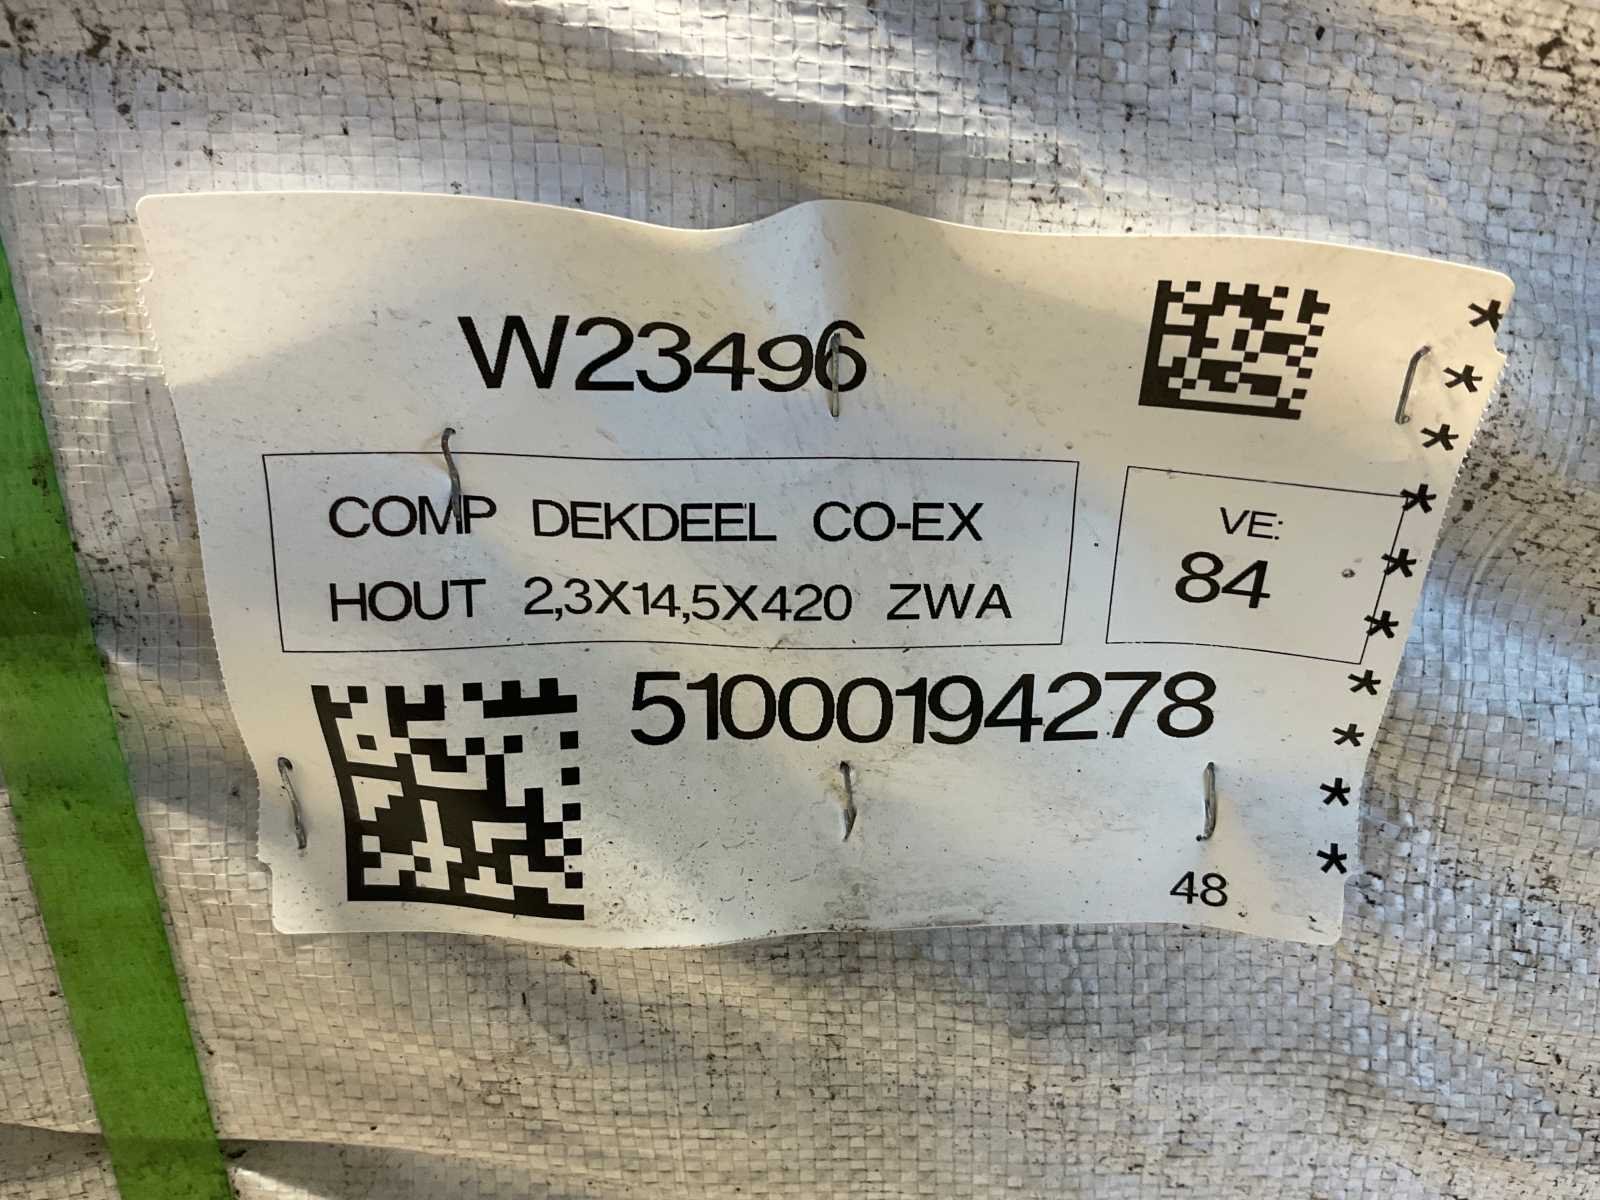 W23496
COMP DEKDEEL CO-EX
HOUT 2,3X14,5X420 ZWA
VE:
84
51000194278
48
**********